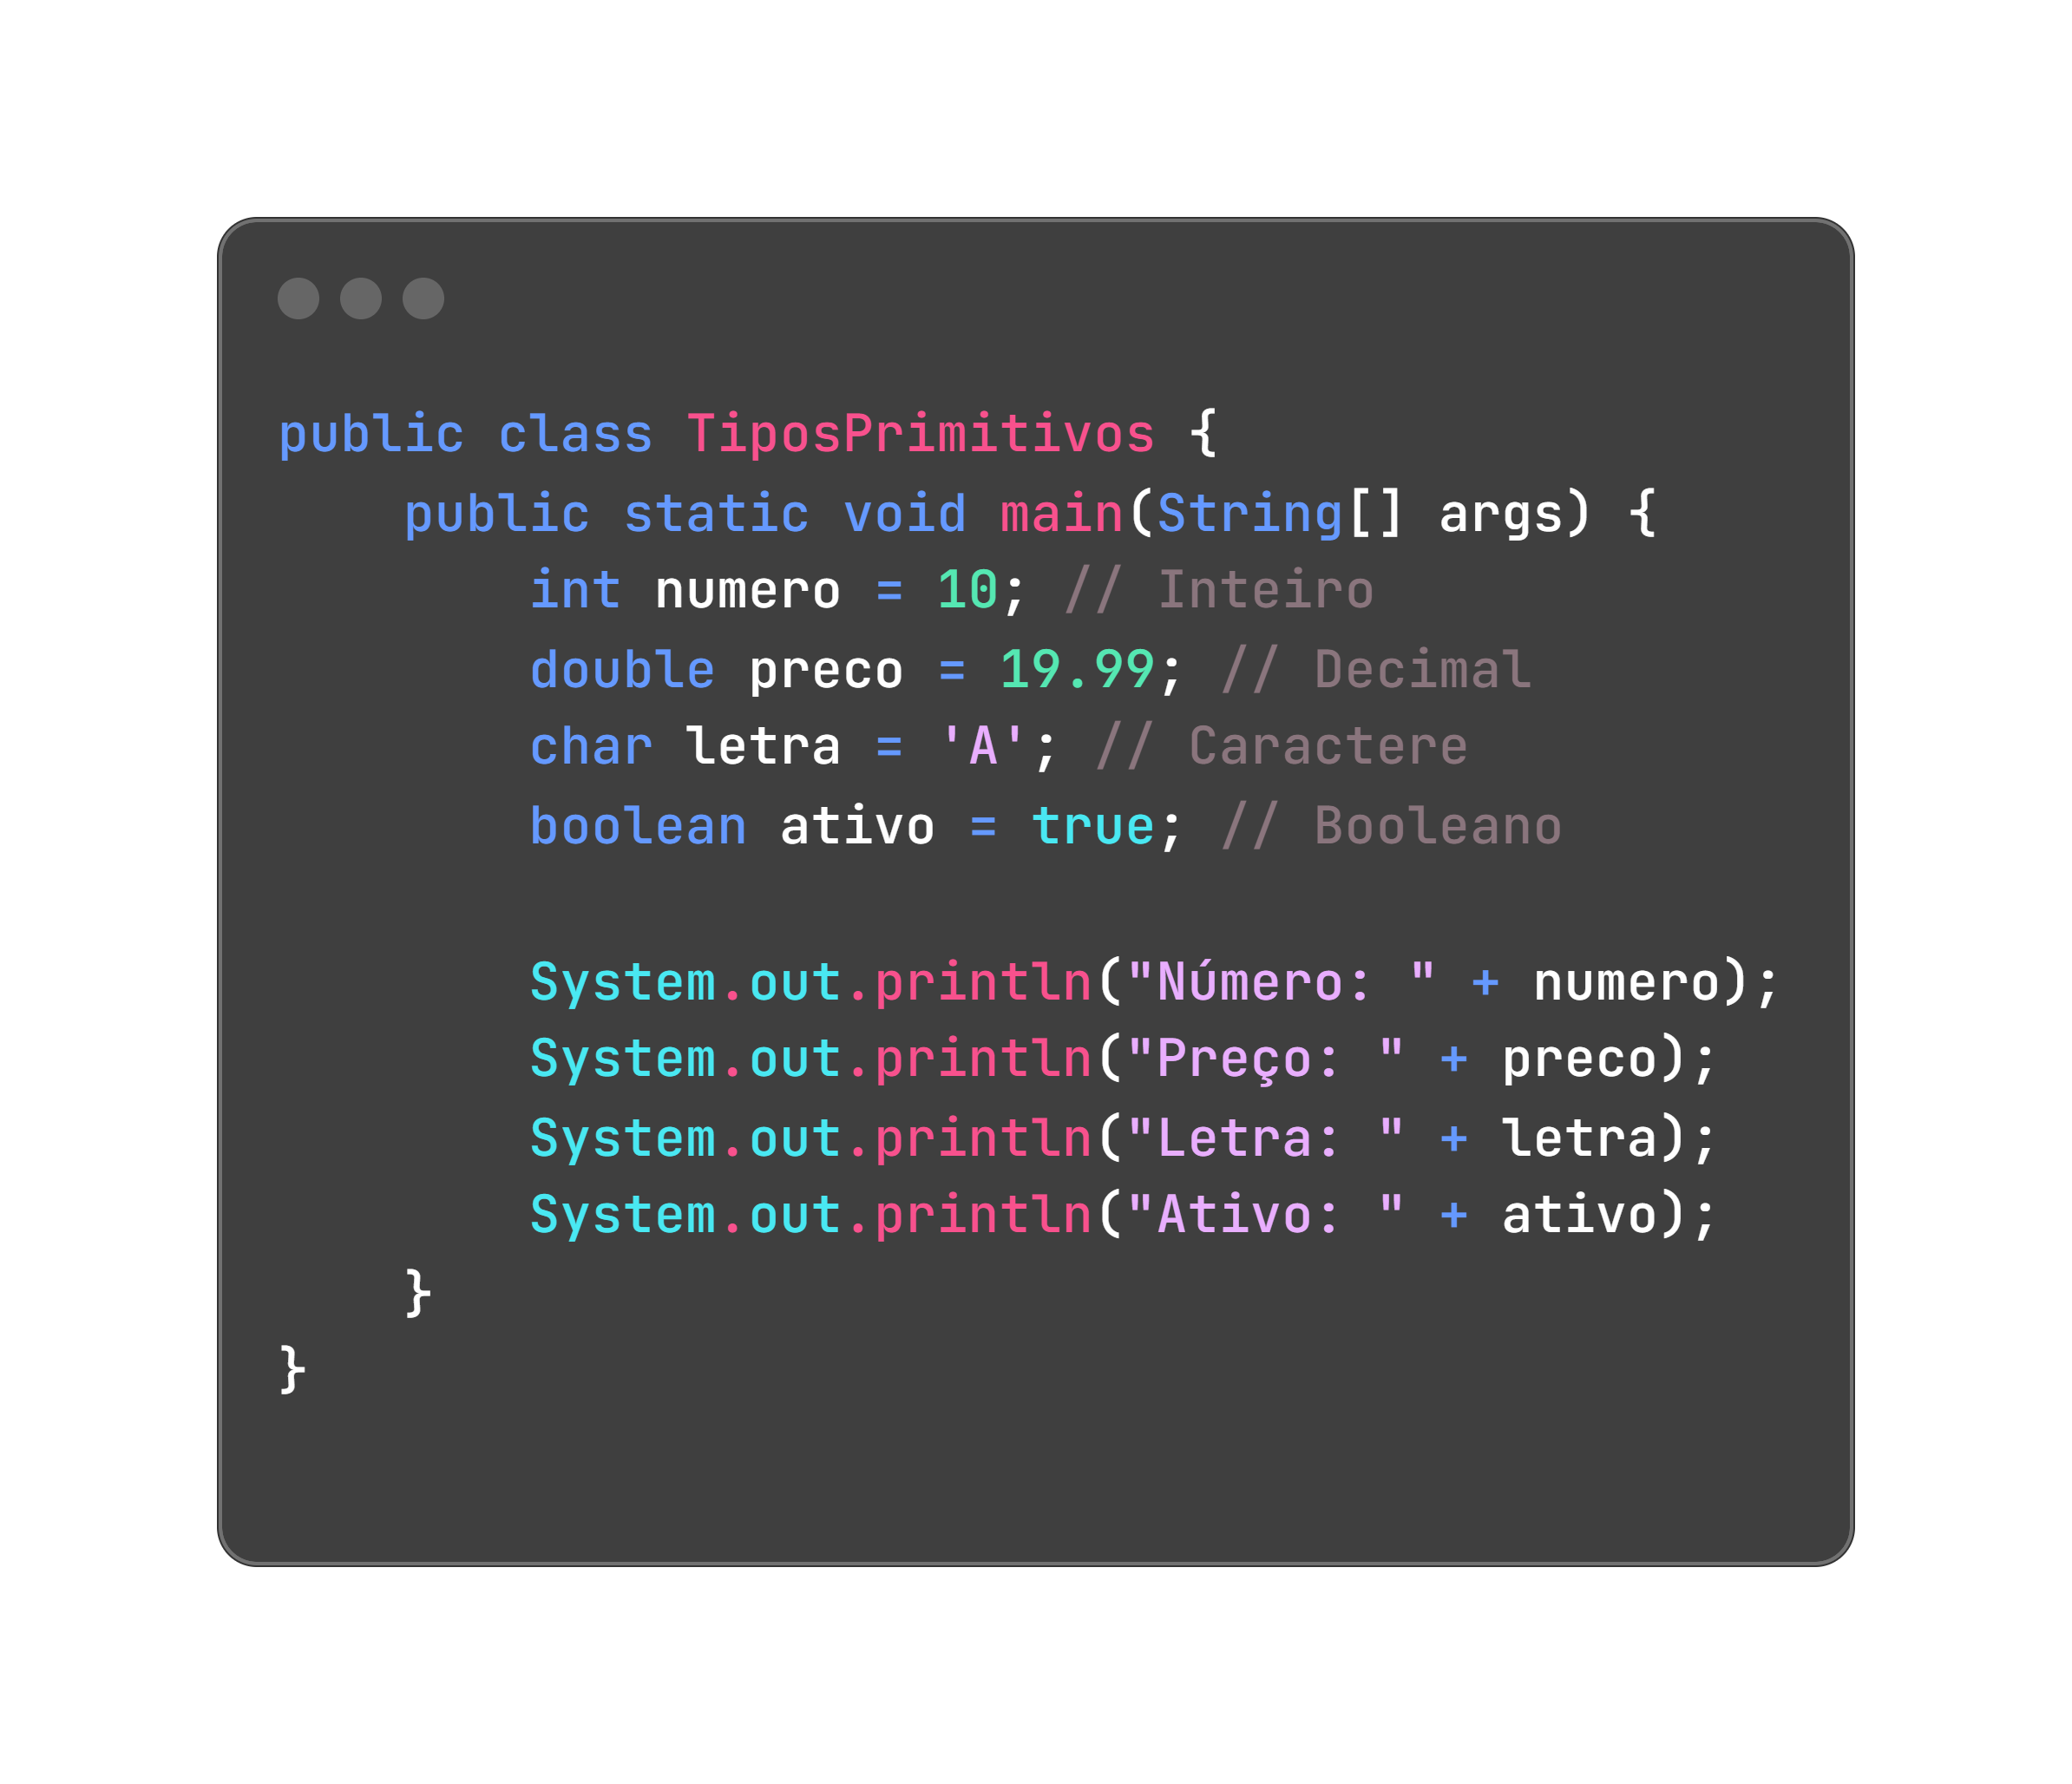 public class TiposPrimitivos {
    public static void main(String[] args) {
        int numero = 10; // Inteiro
        double preco = 19.99; // Decimal
        char letra = 'A'; // Caractere
        boolean ativo = true; // Booleano

        System.out.println("Número: " + numero);
        System.out.println("Preço: " + preco);
        System.out.println("Letra: " + letra);
        System.out.println("Ativo: " + ativo);
    }
}